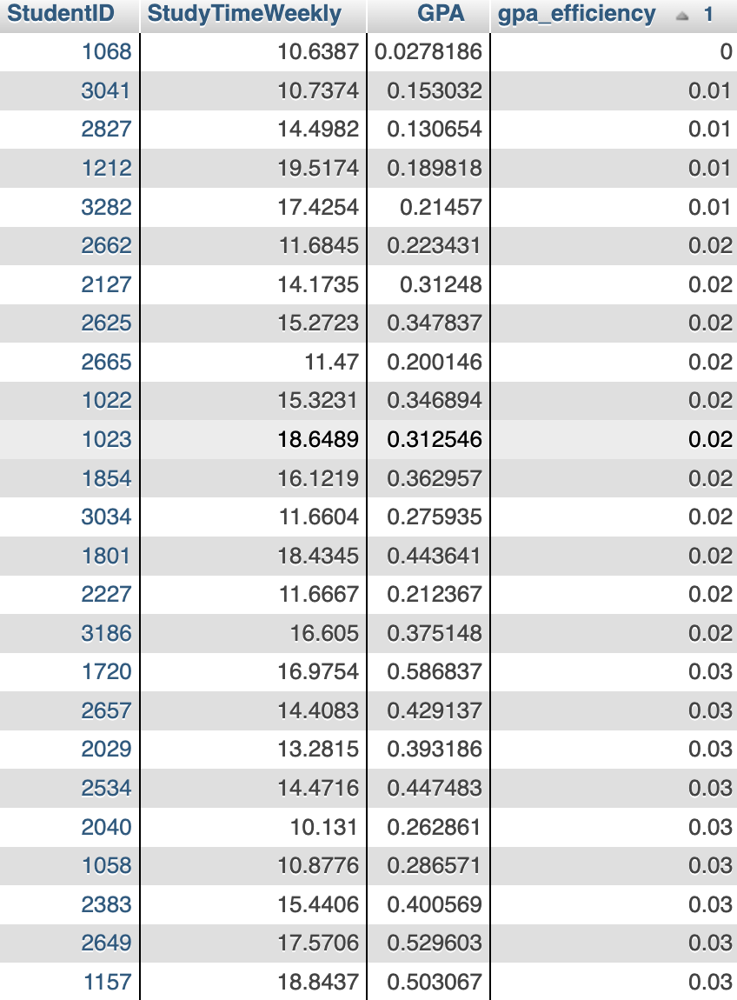 StudentID StudyTimeWeekly GPA gpa_efficiency 1
1068 10.6387 0.0278186 0
3041 10.7374 0.153032 0.01
2827 14.4982 0.130654 0.01
1212 19.5174 0.189818 0.01
3282 17.4254 0.21457 0.01
2662 11.6845 0.223431 0.02
2127 14.1735 0.31248 0.02
2625 15.2723 0.347837 0.02
2665 11.47 0.200146 0.02
1022 15.3231 0.346894 0.02
1023 18.6489 0.312546 0.02
1854 16.1219 0.362957 0.02
3034 11.6604 0.275935 0.02
1801 18.4345 0.443641 0.02
2227 11.6667 0.212367 0.02
3186 16.605 0.375148 0.02
1720 16.9754 0.586837 0.03
2657 14.4083 0.429137 0.03
2029 13.2815 0.393186 0.03
2534 14.4716 0.447483 0.03
2040 10.131 0.262861 0.03
1058 10.8776 0.286571 0.03
2383 15.4406 0.400569 0.03
2649 17.5706 0.529603 0.03
1157 18.8437 0.503067 0.03